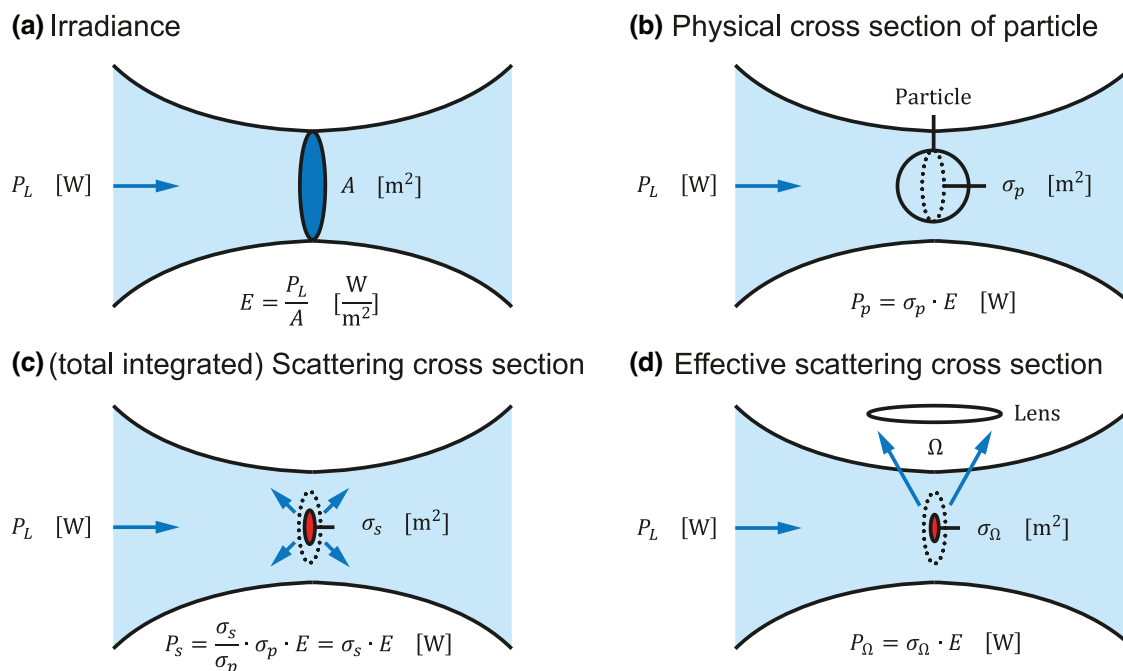 (a) Irradiance
P_L [W]
A [m²]
E = P_L/A [W/m²]
(b) Physical cross section of particle
Particle
P_L [W]
σ_p [m²]
P_p = σ_p · E [W]
(c) (total integrated) Scattering cross section
P_L [W]
σ_s [m²]
P_s = σ_s/σ_p · σ_p · E = σ_s · E [W]
(d) Effective scattering cross section
Lens
Ω
P_L [W]
σ_Ω [m²]
P_Ω = σ_Ω · E [W]